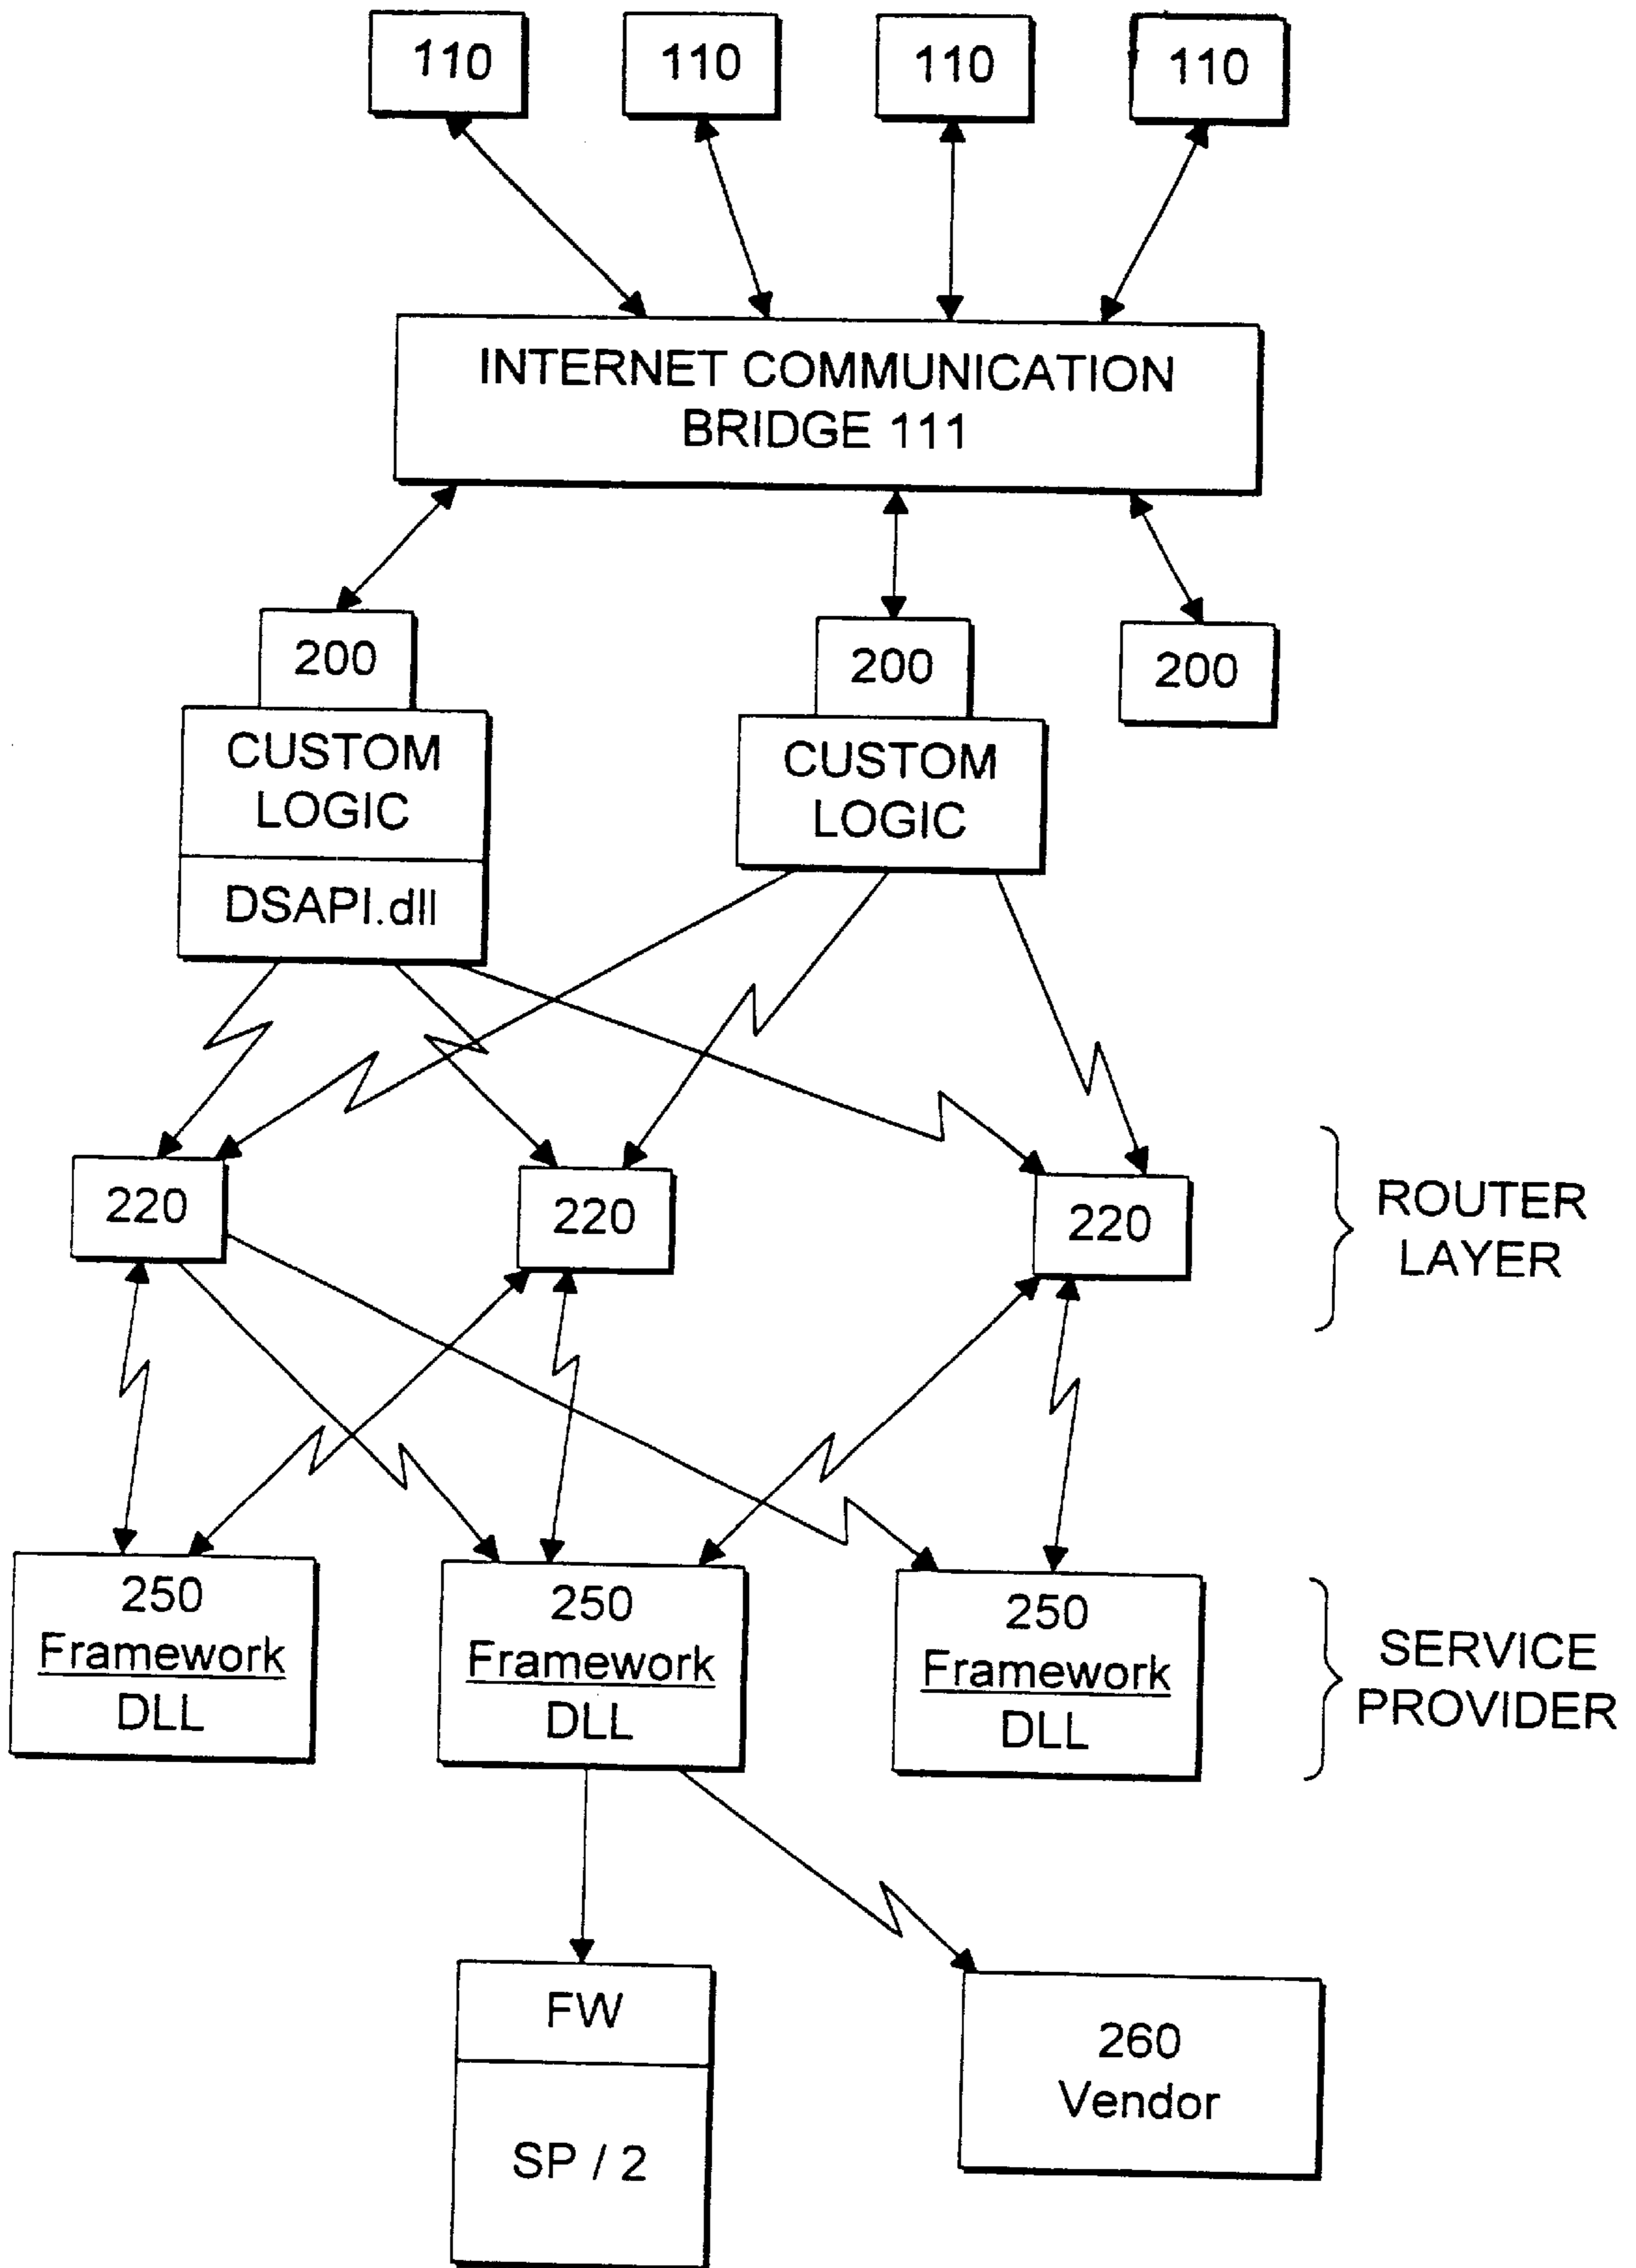 110
110
110
110
INTERNET COMMUNICATION
BRIDGE 111
200
200
200
CUSTOM
LOGIC
DSAPI.dll
CUSTOM
LOGIC
220
220
220
ROUTER
LAYER
250
Framework
DLL
250
Framework
DLL
250
Framework
DLL
SERVICE
PROVIDER
FW
SP / 2
260
Vendor